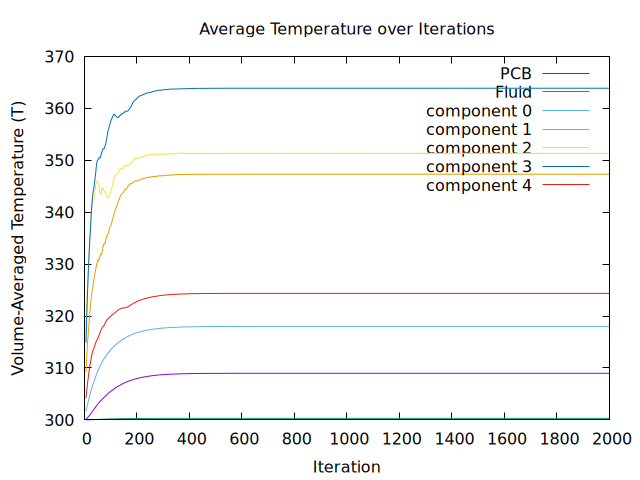 Average Temperature over Iterations
Volume-Averaged Temperature (T)
370
360
350
340
330
320
310
300
PCB
Fluid
component 0
component 1
component 2
component 3
component 4
0 200 400 600 800 1000 1200 1400 1600 1800 2000
Iteration